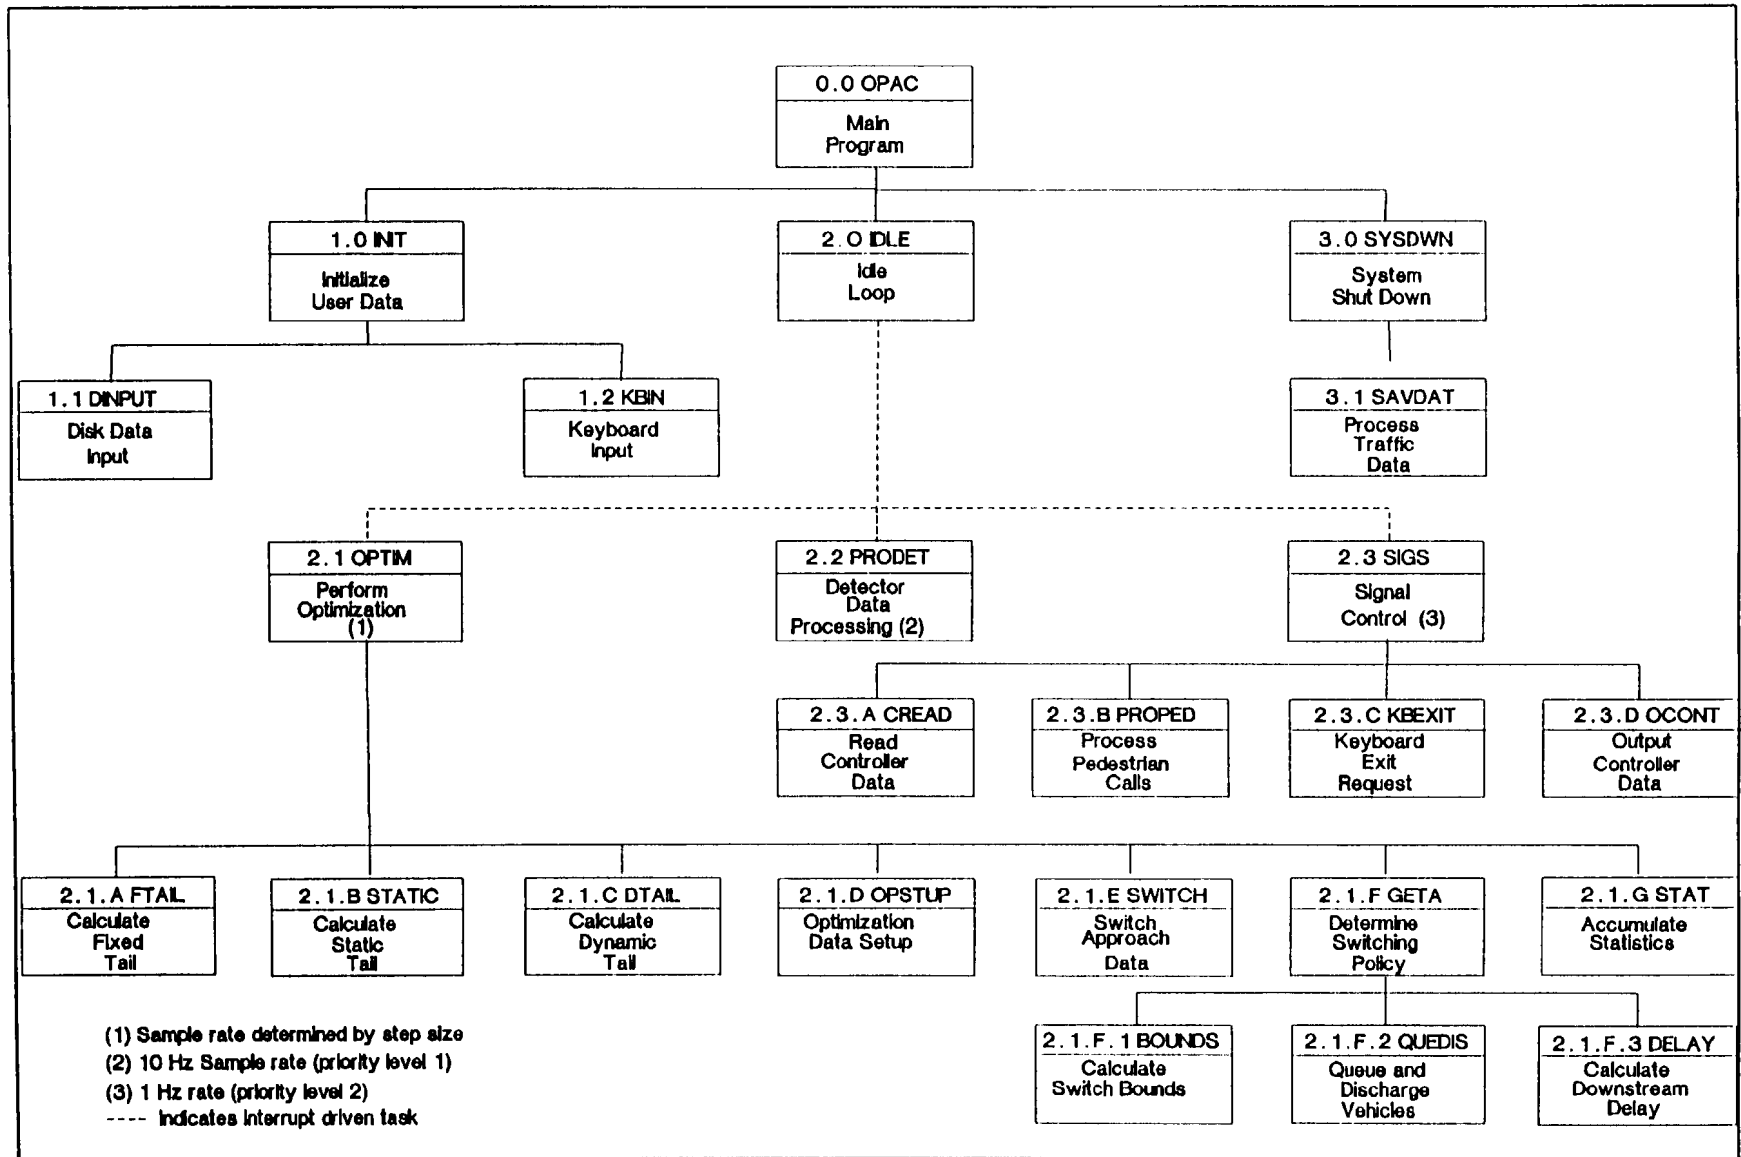 0.0 OPAC
Main
Program
1.0 INIT
Initialize
User Data
2.0 IDLE
Idle
Loop
3.0 SYSDWN
System
Shut Down
1.1 DINPUT
Disk Data
Input
1.2 KBIN
Keyboard
Input
3.1 SAVDAT
Process
Traffic
Data
2.1 OPTIM
Perform
Optimization
(1)
2.2 PRODET
Detector
Data
Processing (2)
2.3 SIGS
Signal
Control (3)
2.3.A CREAD
Read
Controller
Data
2.3.B PROPED
Process
Pedestrian
Calls
2.3.C KBEXIT
Keyboard
Exit
Request
2.3.D OCONT
Output
Controller
Data
2.1.A FTAIL
Calculate
Fixed
Tail
2.1.B STATIC
Calculate
Static
Tail
2.1.C DTAIL
Calculate
Dynamic
Tail
2.1.D OPSTUP
Optimization
Data Setup
2.1.E SWITCH
Switch
Approach
Data
2.1.F GETA
Determine
Switching
Policy
2.1.G STAT
Accumulate
Statistics
2.1.F.1 BOUNDS
Calculate
Switch Bounds
2.1.F.2 QUEDIS
Queue and
Discharge
Vehicles
2.1.F.3 DELAY
Calculate
Downstream
Delay
(1) Sample rate determined by step size
(2) 10 Hz Sample rate (priority level 1)
(3) 1 Hz rate (priority level 2)
---- Indicates interrupt driven task